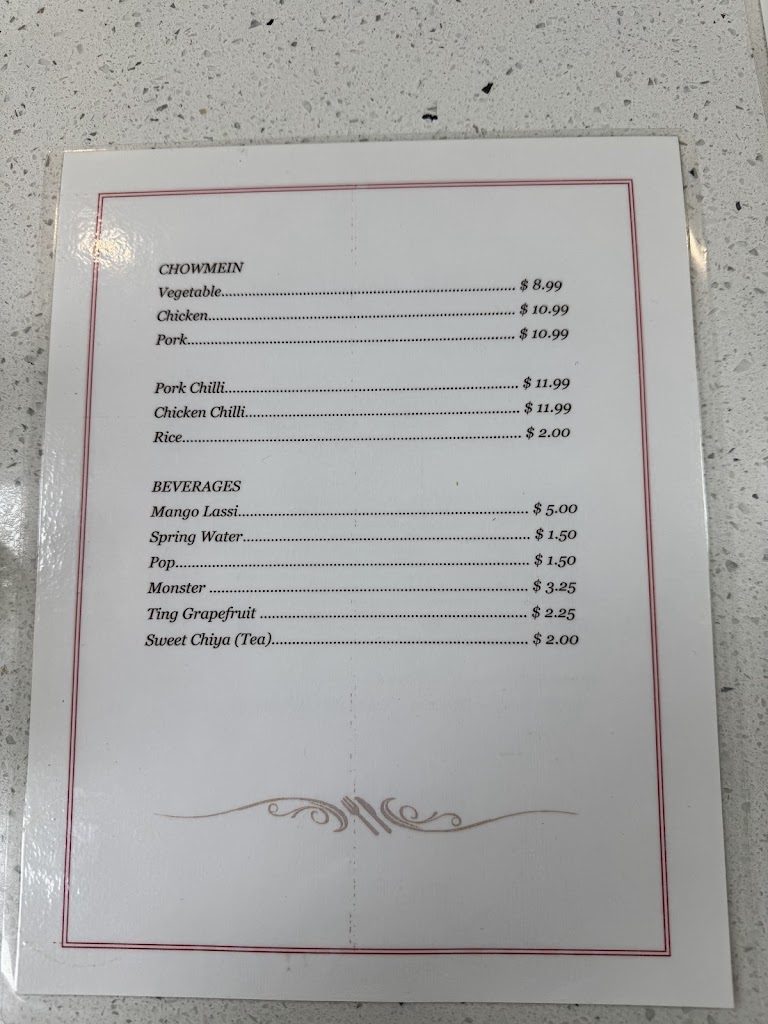 CHOWMEIN
Vegetable.......................................................................... $ 8.99
Chicken............................................................................. $ 10.99
Pork.................................................................................. $ 10.99
Pork Chilli......................................................................... $ 11.99
Chicken Chilli.................................................................... $ 11.99
Rice.................................................................................... $ 2.00
BEVERAGES
Mango Lassi....................................................................... $ 5.00
Spring Water...................................................................... $ 1.50
Pop....................................................................................... $ 1.50
Monster .............................................................................. $ 3.25
Ting Grapefruit ................................................................. $ 2.25
Sweet Chiya (Tea)............................................................... $ 2.00